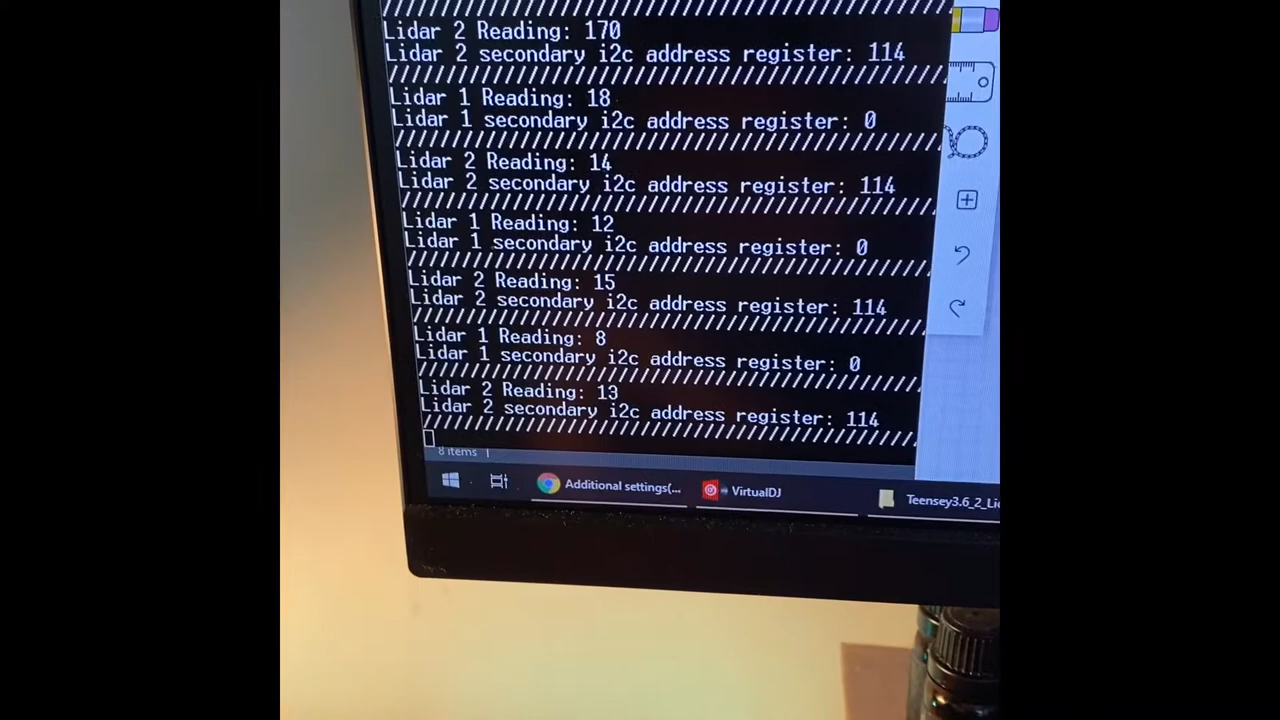 ////////////////////////////////////////////
Lidar 2 Reading: 170
Lidar 2 secondary i2c address register: 114
////////////////////////////////////////////
Lidar 1 Reading: 18
Lidar 1 secondary i2c address register: 0
////////////////////////////////////////////
Lidar 2 Reading: 14
Lidar 2 secondary i2c address register: 114
////////////////////////////////////////////
Lidar 1 Reading: 12
Lidar 1 secondary i2c address register: 0
////////////////////////////////////////////
Lidar 2 Reading: 15
Lidar 2 secondary i2c address register: 114
////////////////////////////////////////////
Lidar 1 Reading: 8
Lidar 1 secondary i2c address register: 0
////////////////////////////////////////////
Lidar 2 Reading: 13
Lidar 2 secondary i2c address register: 114
////////////////////////////////////////////
8 items
Additional settings(... VirtualDJ Teensey3.6_2_Li